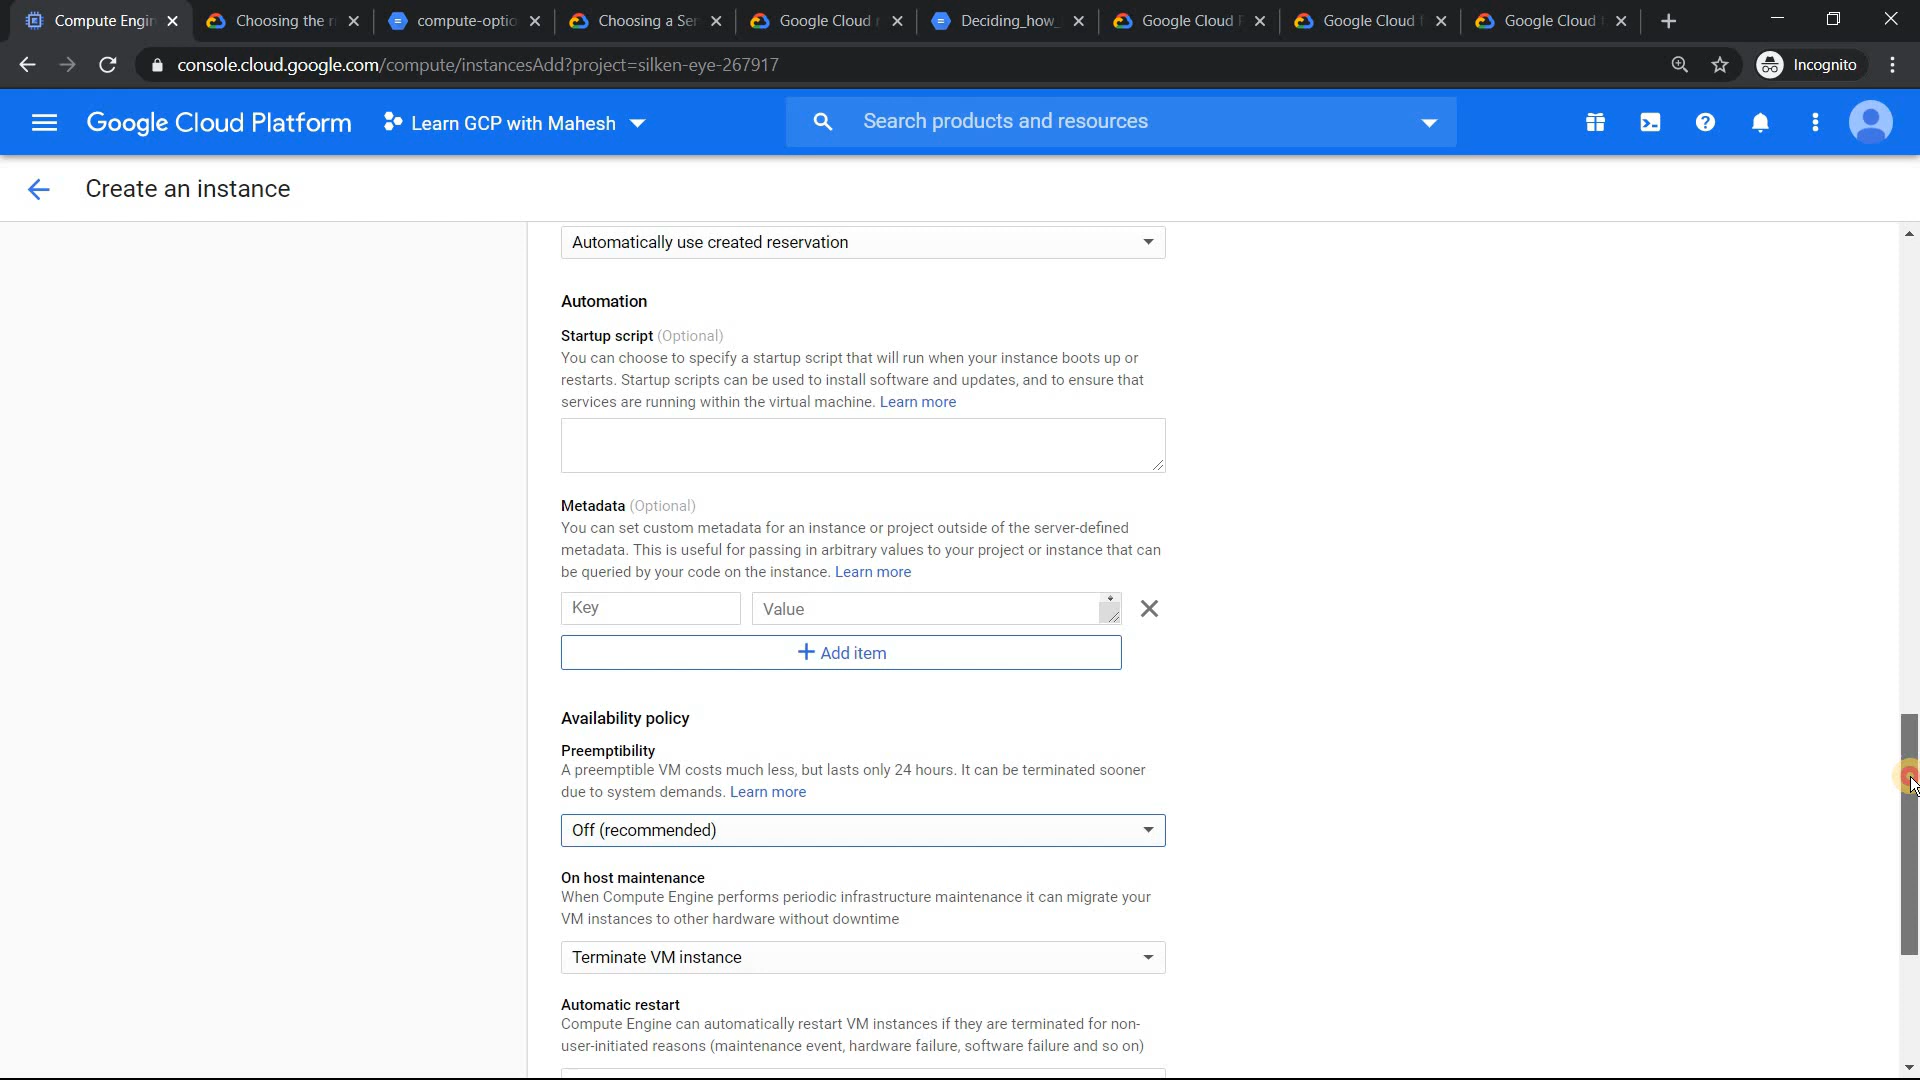 Compute Engin
Choosing the r
compute-optio
Choosing a Ser
Google Cloud
Deciding_how_
Google Cloud
Google Cloud
Google Cloud
console.cloud.google.com/compute/instancesAdd?project=silken-eye-267917
Incognito
Google Cloud Platform
Learn GCP with Mahesh
Search products and resources
Create an instance
Automatically use created reservation
Automation
Startup script (Optional)
You can choose to specify a startup script that will run when your instance boots up or
restarts. Startup scripts can be used to install software and updates, and to ensure that
services are running within the virtual machine. Learn more
Metadata (Optional)
You can set custom metadata for an instance or project outside of the server-defined
metadata. This is useful for passing in arbitrary values to your project or instance that can
be queried by your code on the instance. Learn more
Key
Value
Add item
Availability policy
Preemptibility
A preemptible VM costs much less, but lasts only 24 hours. It can be terminated sooner
due to system demands. Learn more
Off (recommended)
On host maintenance
When Compute Engine performs periodic infrastructure maintenance it can migrate your
VM instances to other hardware without downtime
Terminate VM instance
Automatic restart
Compute Engine can automatically restart VM instances if they are terminated for non-
user-initiated reasons (maintenance event, hardware failure, software failure and so on)